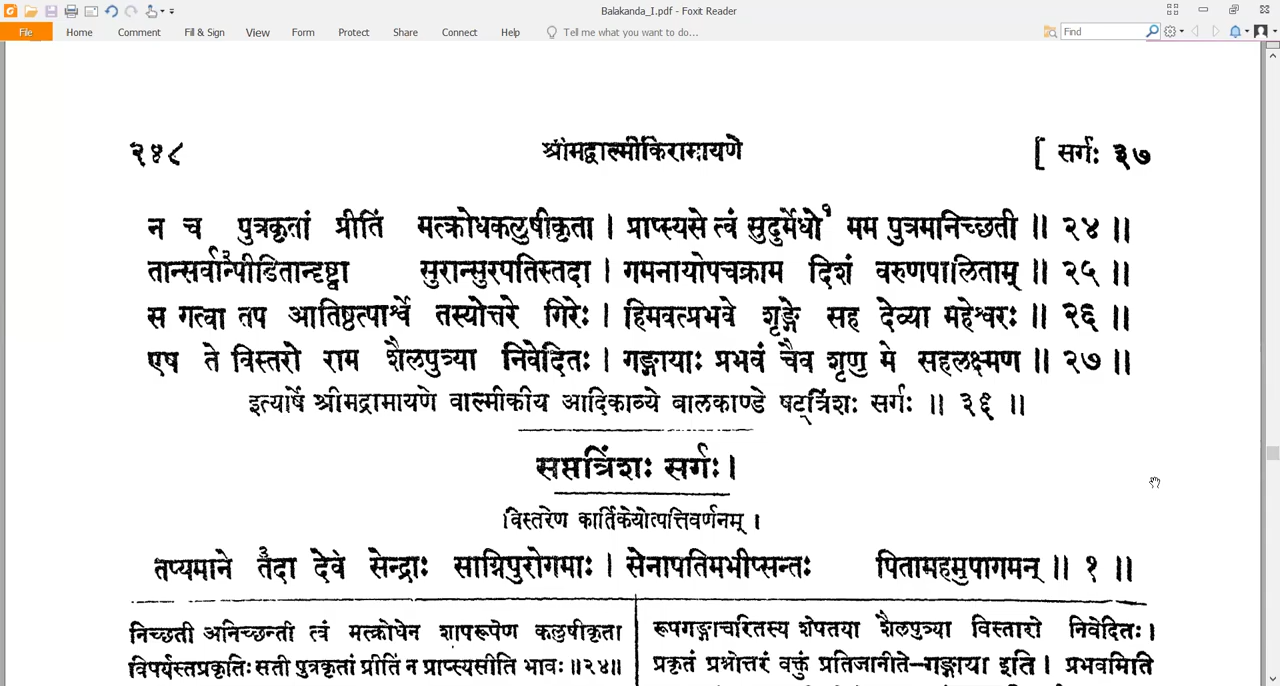 Balakanda_I.pdf - Foxit Reader
File Home Comment Fill & Sign View Form Protect Share Connect Help Tell me what you want to do... Find
२४८ श्रीमद्वाल्मीकिरामायणे [ सर्गः ३७
न च पुत्रकृतां प्रीतिं मत्क्रोधकलुषीकृता । प्राप्स्यसे त्वं सुदुर्मेधो१ मम पुत्रमनिच्छती ॥ २४ ॥
तान्सर्वान्२पीडितान्दृष्ट्वा सुरान्सुरपतिस्तदा । गमनायोपचक्राम दिशं वरुणपालिताम् ॥ २५ ॥
स गत्वा तप आतिष्ठत्पार्श्वे तस्योत्तरे गिरेः । हिमवत्प्रभवे शृङ्गे सह देव्या महेश्वरः ॥ २६ ॥
एष ते विस्तरो राम शैलपुत्र्या निवेदितः । गङ्गायाः प्रभवं चैव शृणु मे सहलक्ष्मण ॥ २७ ॥
इत्यार्षे श्रीमद्रामायणे वाल्मीकीय आदिकाव्ये बालकाण्डे षट्त्रिंशः सर्गः ॥ ३६ ॥
सप्तत्रिंशः सर्गः ।
विस्तरेण कार्तिकेयोत्पत्तिवर्णनम् ।
तप्यमाने तदा३ देवे सेन्द्राः साग्निपुरोगमाः । सेनापतिमभीप्सन्तः पितामहमुपागमन् ॥ १ ॥
निच्छती अनिच्छन्ती त्वं मत्क्रोधेन शापरूपेण कलुषीकृता
विपर्यस्तप्रकृतिः सती पुत्रकृतां प्रीतिं न प्राप्स्यसीति भावः ॥२४॥
रूपगङ्गाचरितस्य शेषतया शैलपुत्र्या विस्तारो निवेदितः ।
प्रकृतं प्रश्नोत्तरं वक्तुं प्रतिजानीते–गङ्गाया इति । प्रभवमिति